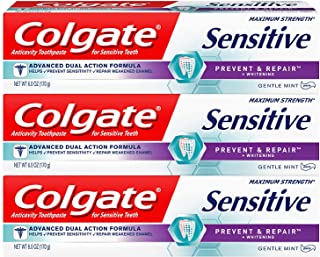 MAXIMUM STRENGTH*
Colgate® Sensitive
Anticavity Toothpaste for Sensitive Teeth
ADVANCED DUAL ACTION FORMULA
HELPS ✓ PREVENT SENSITIVITY ✓ REPAIR WEAKENED ENAMEL
PREVENT & REPAIR™
+ WHITENING
NET WT 6.0 OZ (170 g)
GENTLE MINT
MAXIMUM STRENGTH*
Colgate® Sensitive
Anticavity Toothpaste for Sensitive Teeth
ADVANCED DUAL ACTION FORMULA
HELPS ✓ PREVENT SENSITIVITY ✓ REPAIR WEAKENED ENAMEL
PREVENT & REPAIR™
+ WHITENING
NET WT 6.0 OZ (170 g)
GENTLE MINT
MAXIMUM STRENGTH*
Colgate® Sensitive
Anticavity Toothpaste for Sensitive Teeth
ADVANCED DUAL ACTION FORMULA
HELPS ✓ PREVENT SENSITIVITY ✓ REPAIR WEAKENED ENAMEL
PREVENT & REPAIR™
+ WHITENING
NET WT 6.0 OZ (170 g)
GENTLE MINT